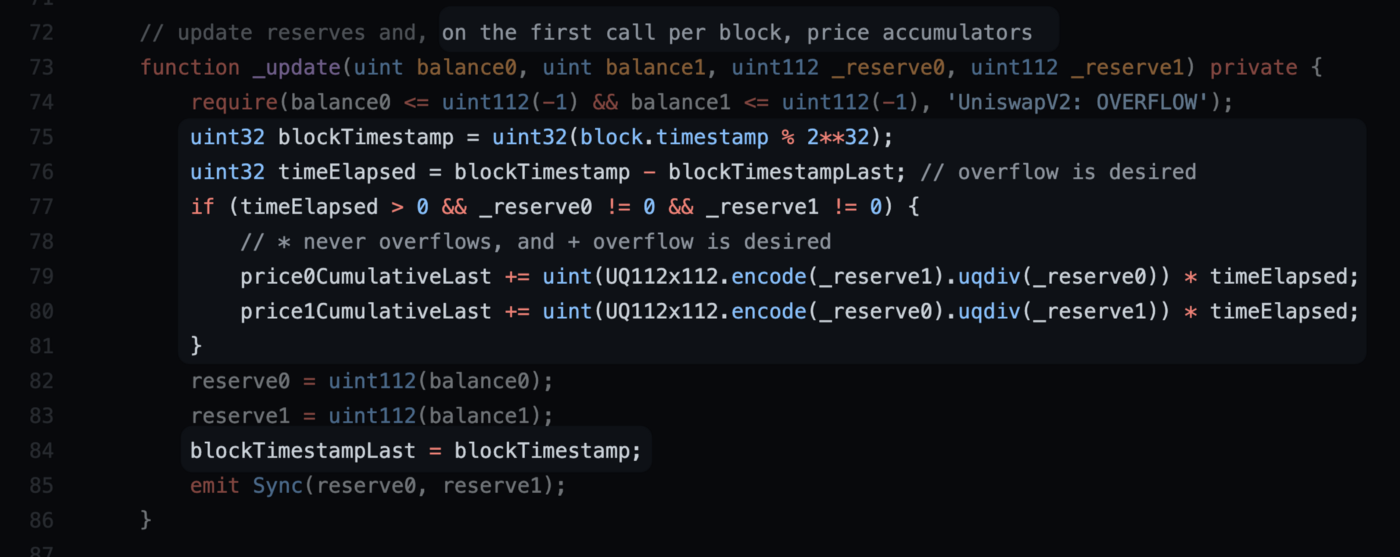 71
72 // update reserves and, on the first call per block, price accumulators
73 function _update(uint balance0, uint balance1, uint112 _reserve0, uint112 _reserve1) private {
74 require(balance0 <= uint112(-1) && balance1 <= uint112(-1), 'UniswapV2: OVERFLOW');
75 uint32 blockTimestamp = uint32(block.timestamp % 2**32);
76 uint32 timeElapsed = blockTimestamp - blockTimestampLast; // overflow is desired
77 if (timeElapsed > 0 && _reserve0 != 0 && _reserve1 != 0) {
78 // * never overflows, and + overflow is desired
79 price0CumulativeLast += uint(UQ112x112.encode(_reserve1).uqdiv(_reserve0)) * timeElapsed;
80 price1CumulativeLast += uint(UQ112x112.encode(_reserve0).uqdiv(_reserve1)) * timeElapsed;
81 }
82 reserve0 = uint112(balance0);
83 reserve1 = uint112(balance1);
84 blockTimestampLast = blockTimestamp;
85 emit Sync(reserve0, reserve1);
86 }
87